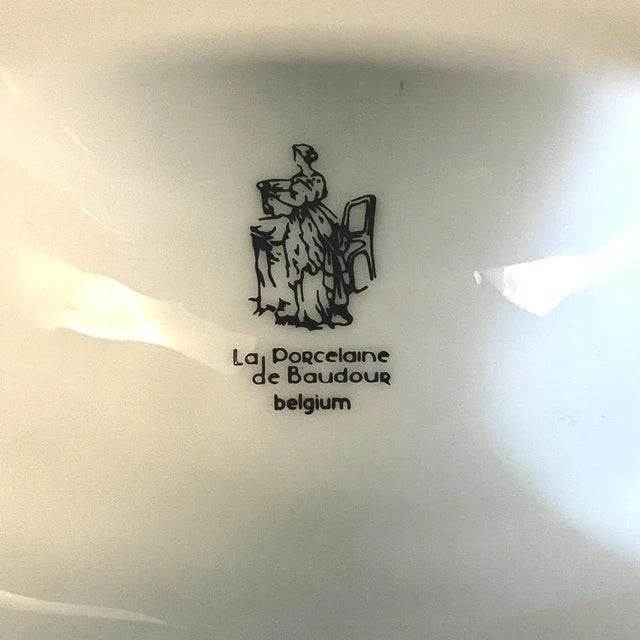 La Porcelaine
de Baudour
belgium